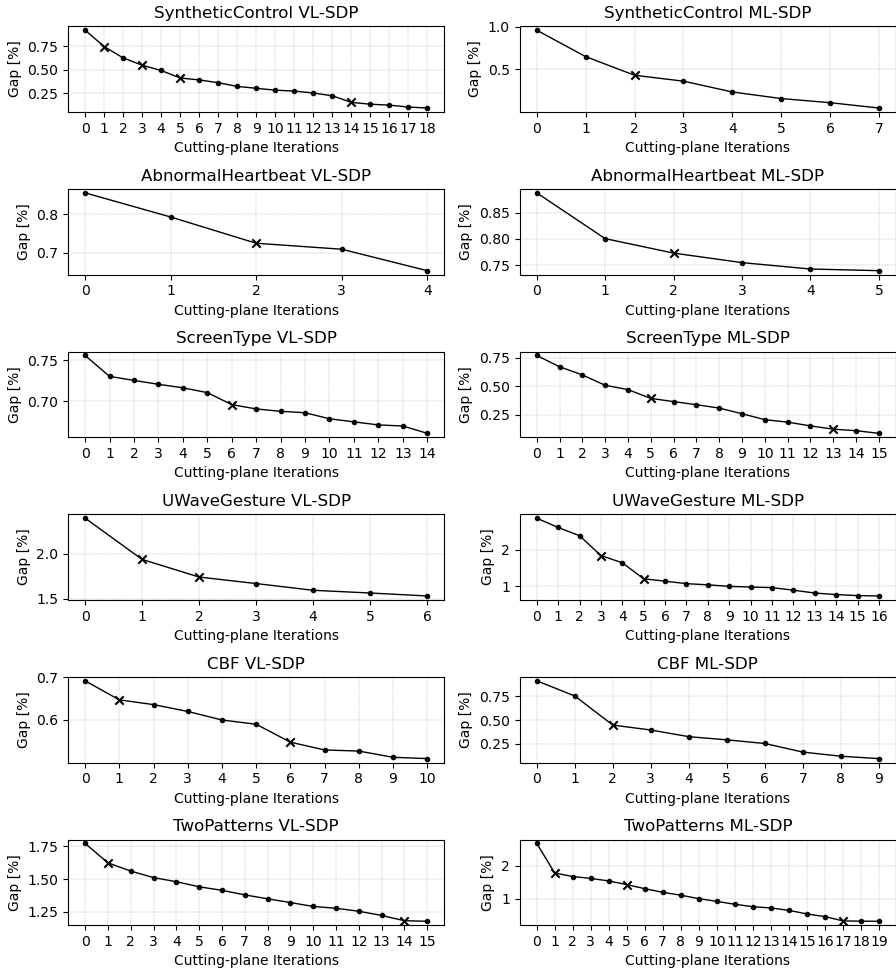 SyntheticControl VL-SDP
Gap [%]
0.75
0.50
0.25
0 1 2 3 4 5 6 7 8 9 10 11 12 13 14 15 16 17 18
Cutting-plane Iterations
SyntheticControl ML-SDP
Gap [%]
1.0
0.5
0 1 2 3 4 5 6 7
Cutting-plane Iterations
AbnormalHeartbeat VL-SDP
Gap [%]
0.8
0.7
0 1 2 3 4
Cutting-plane Iterations
AbnormalHeartbeat ML-SDP
Gap [%]
0.85
0.80
0.75
0 1 2 3 4 5
Cutting-plane Iterations
ScreenType VL-SDP
Gap [%]
0.75
0.70
0 1 2 3 4 5 6 7 8 9 10 11 12 13 14
Cutting-plane Iterations
ScreenType ML-SDP
Gap [%]
0.75
0.50
0.25
0 1 2 3 4 5 6 7 8 9 10 11 12 13 14 15
Cutting-plane Iterations
UWaveGesture VL-SDP
Gap [%]
2.0
1.5
0 1 2 3 4 5 6
Cutting-plane Iterations
UWaveGesture ML-SDP
Gap [%]
2
1
0 1 2 3 4 5 6 7 8 9 10 11 12 13 14 15 16
Cutting-plane Iterations
CBF VL-SDP
Gap [%]
0.7
0.6
0 1 2 3 4 5 6 7 8 9 10
Cutting-plane Iterations
CBF ML-SDP
Gap [%]
0.75
0.50
0.25
0 1 2 3 4 5 6 7 8 9
Cutting-plane Iterations
TwoPatterns VL-SDP
Gap [%]
1.75
1.50
1.25
0 1 2 3 4 5 6 7 8 9 10 11 12 13 14 15
Cutting-plane Iterations
TwoPatterns ML-SDP
Gap [%]
2
1
0 1 2 3 4 5 6 7 8 9 10 11 12 13 14 15 16 17 18 19
Cutting-plane Iterations